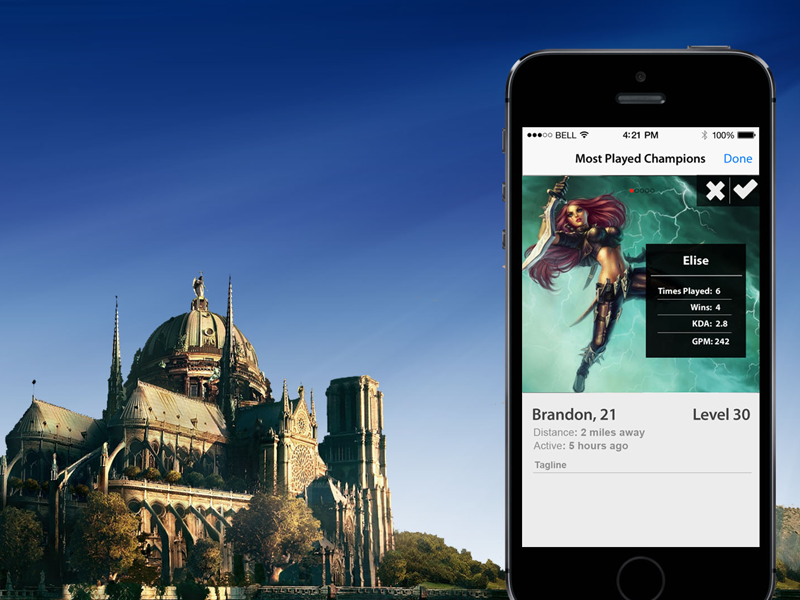 BELL 4:21 PM 100%
Most Played Champions Done
Elise
Times Played: 6
Wins: 4
KDA: 2.8
GPM: 242
Brandon, 21 Level 30
Distance: 2 miles away
Active: 5 hours ago
Tagline